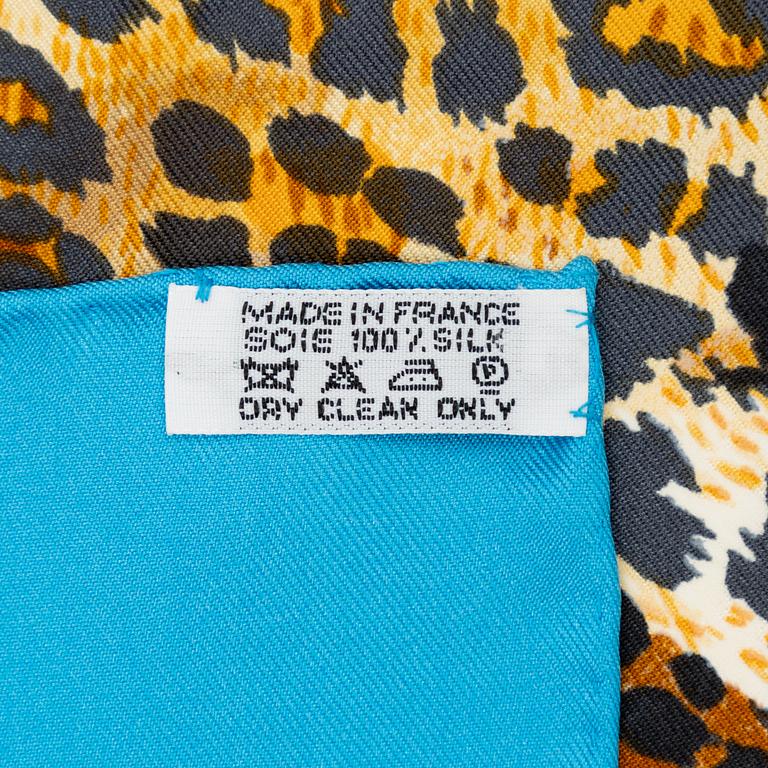 MADE IN FRANCE
SOIE 100% SILK
DRY CLEAN ONLY